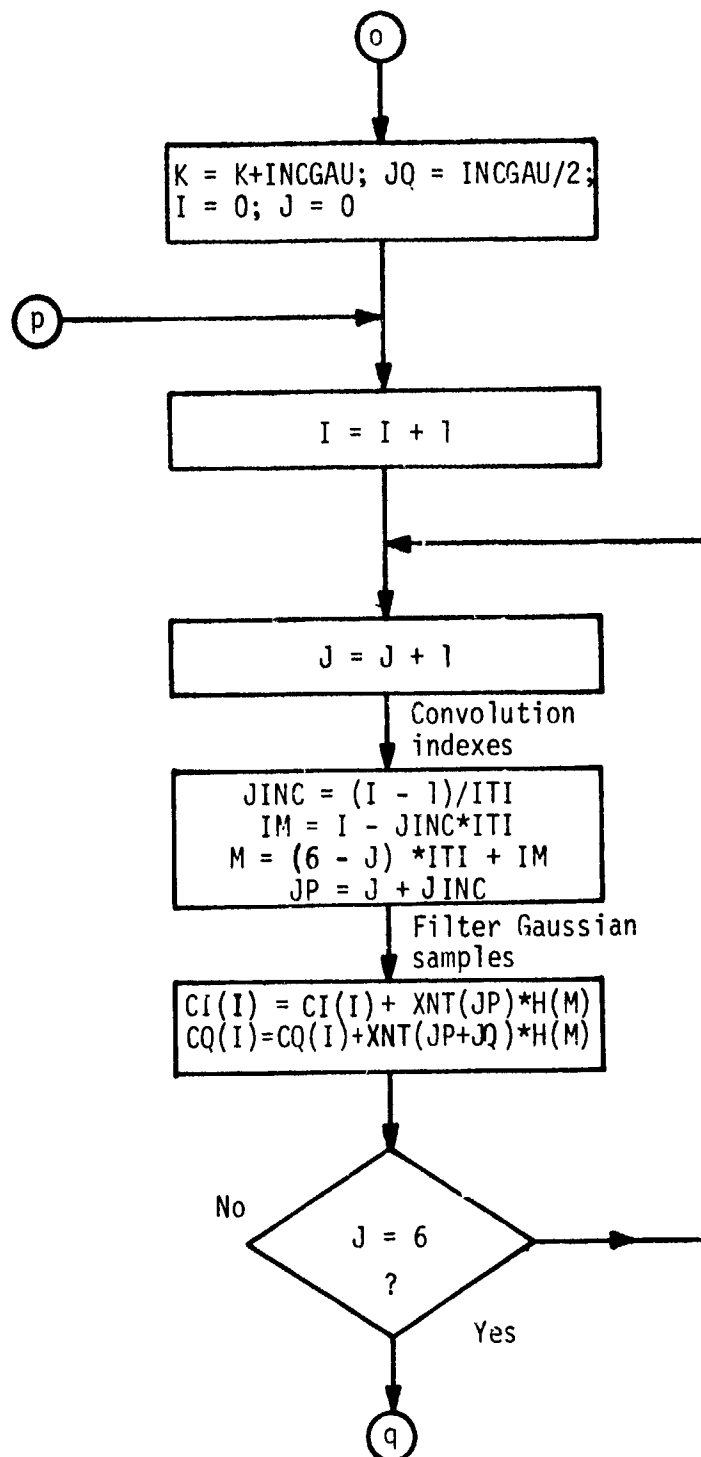 o
K = K+INCGAU; JQ = INCGAU/2;
I = 0; J = 0
p
I = I + 1
J = J + 1
Convolution
indexes
JINC = (I - 1)/ITI
IM = I - JINC*ITI
M = (6 - J) *ITI + IM
JP = J + JINC
Filter Gaussian
samples
CI(I) = CI(I)+ XNT(JP)*H(M)
CQ(I)=CQ(I)+XNT(JP+JQ)*H(M)
No
J = 6
?
Yes
q